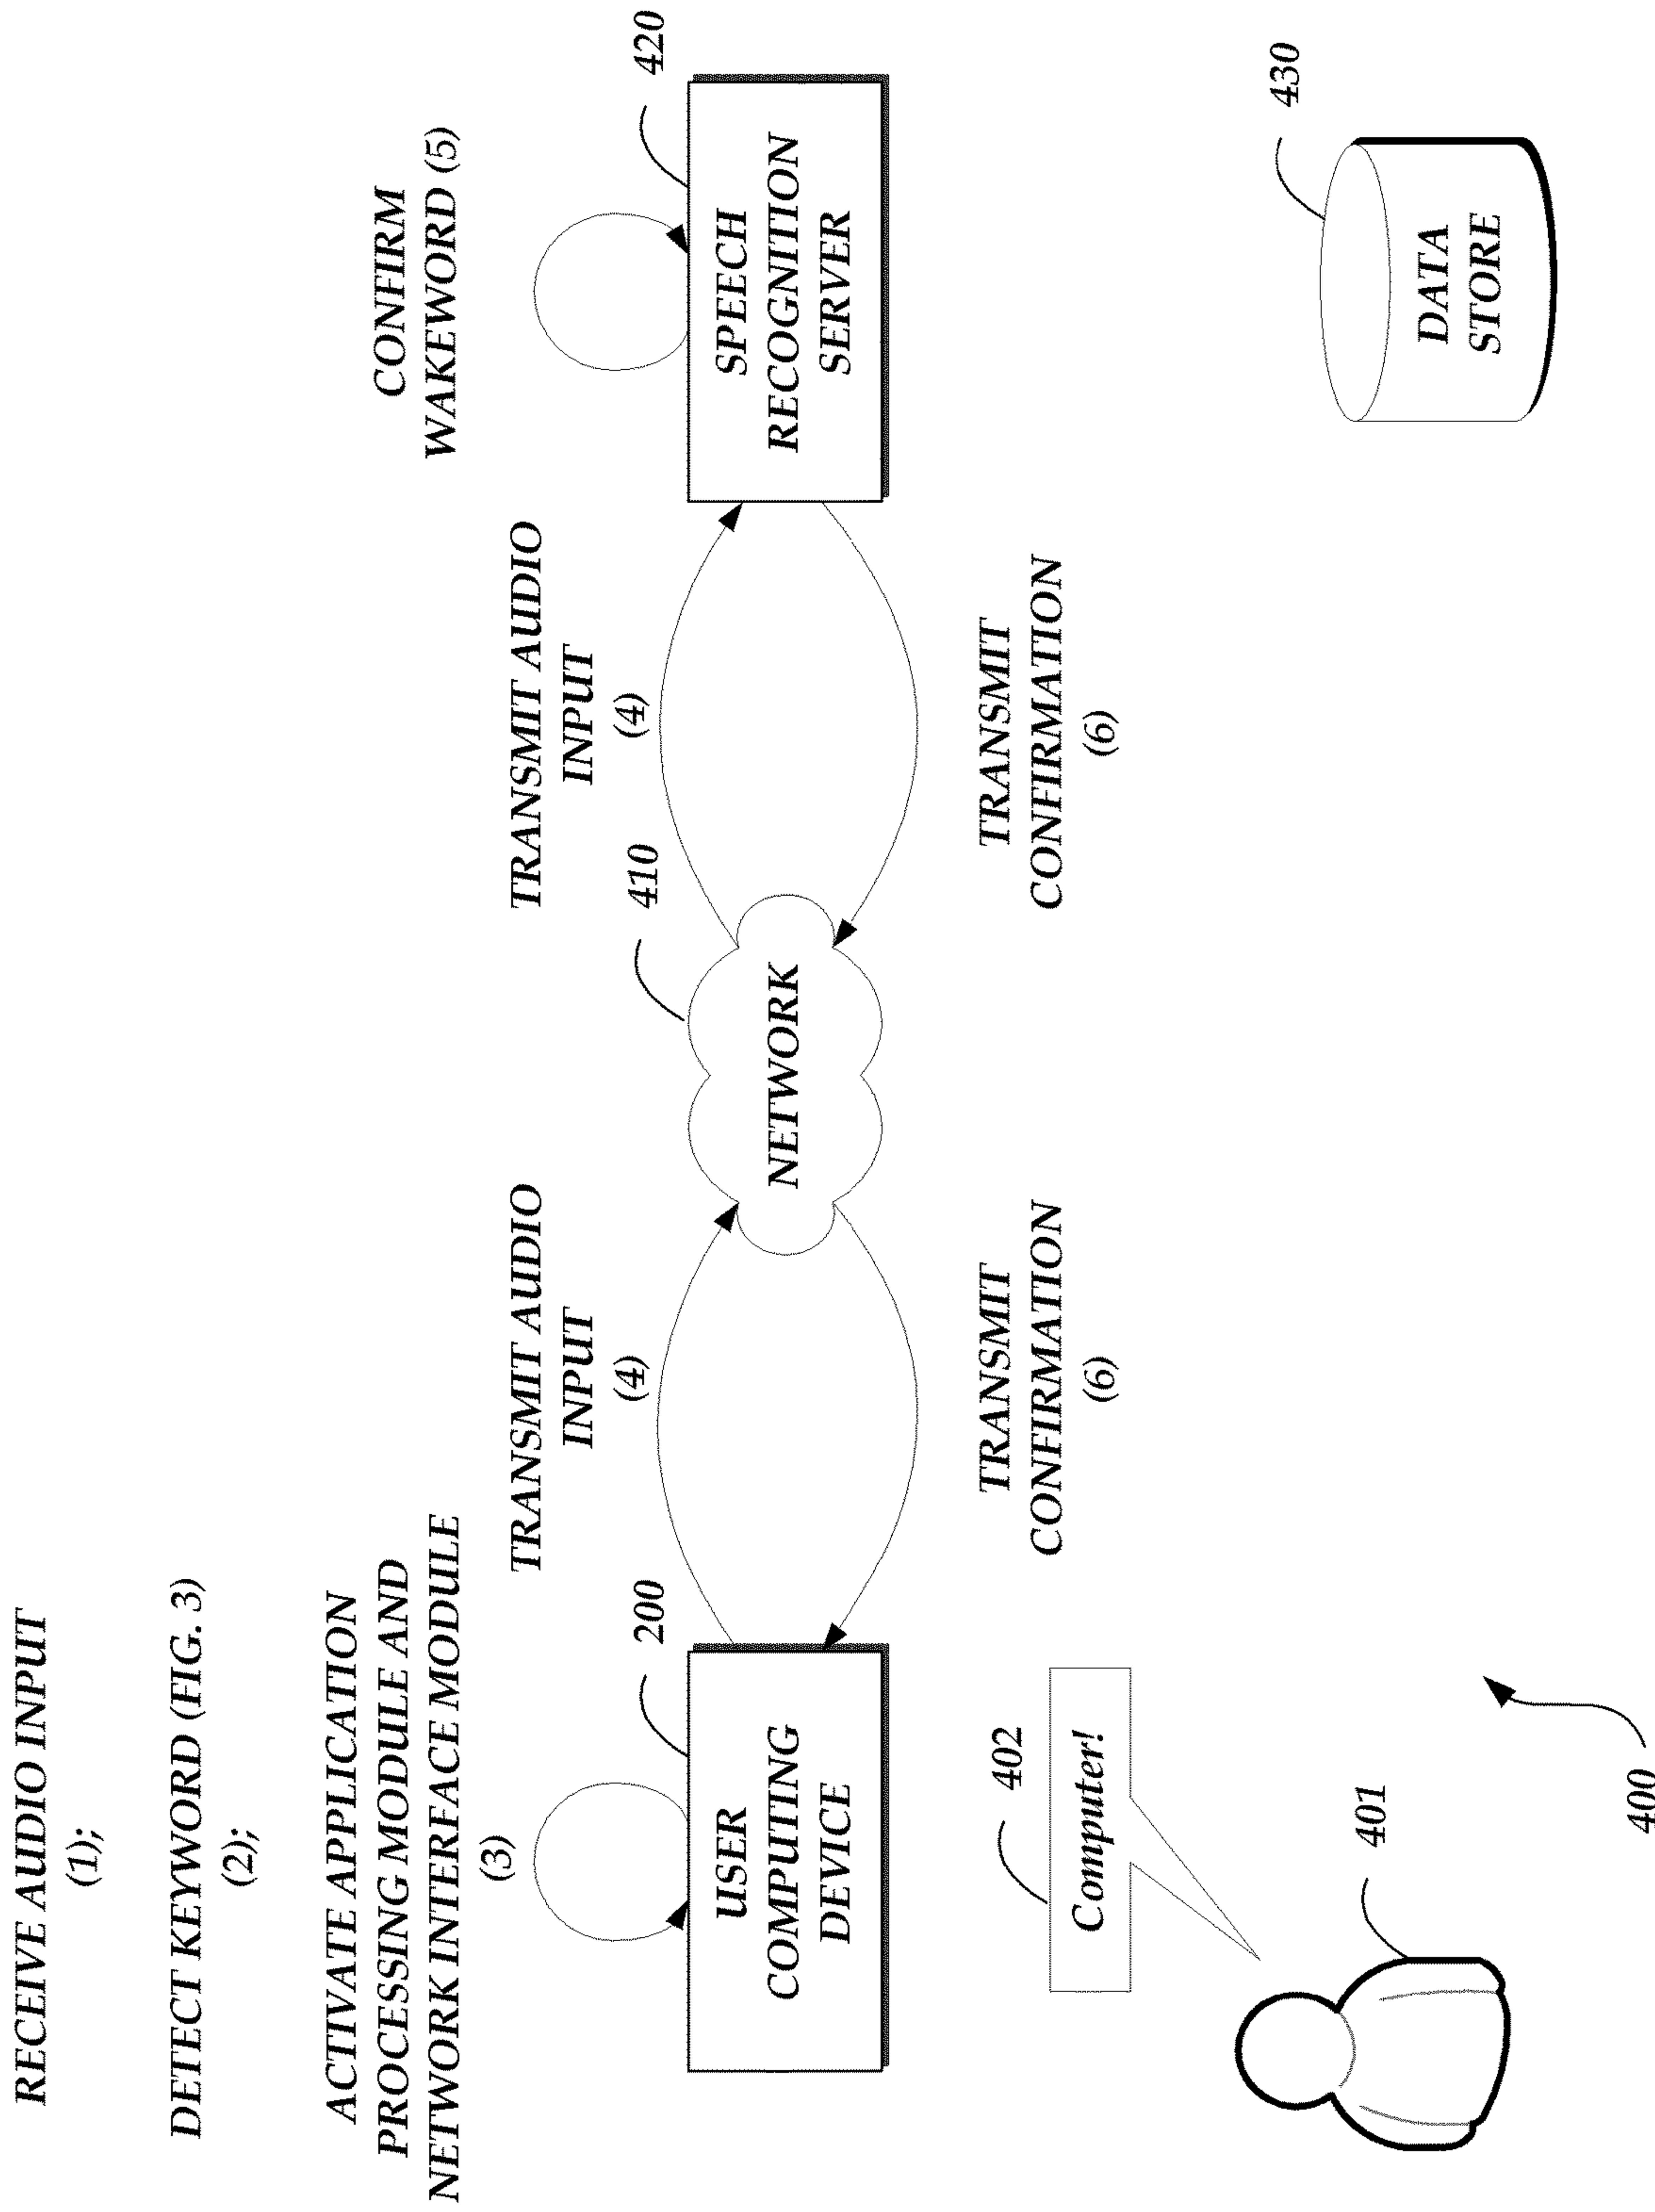 RECEIVE AUDIO INPUT
(1);
DETECT KEYWORD (FIG. 3)
(2);
ACTIVATE APPLICATION
PROCESSING MODULE AND
NETWORK INTERFACE MODULE
(3)
CONFIRM
WAKEWORD (5)
TRANSMIT AUDIO
INPUT
(4)
TRANSMIT AUDIO
INPUT
(4)
200
410
420
USER
COMPUTING
DEVICE
NETWORK
SPEECH
RECOGNITION
SERVER
TRANSMIT
CONFIRMATION
(6)
TRANSMIT
CONFIRMATION
(6)
402
Computer!
401
430
DATA
STORE
400